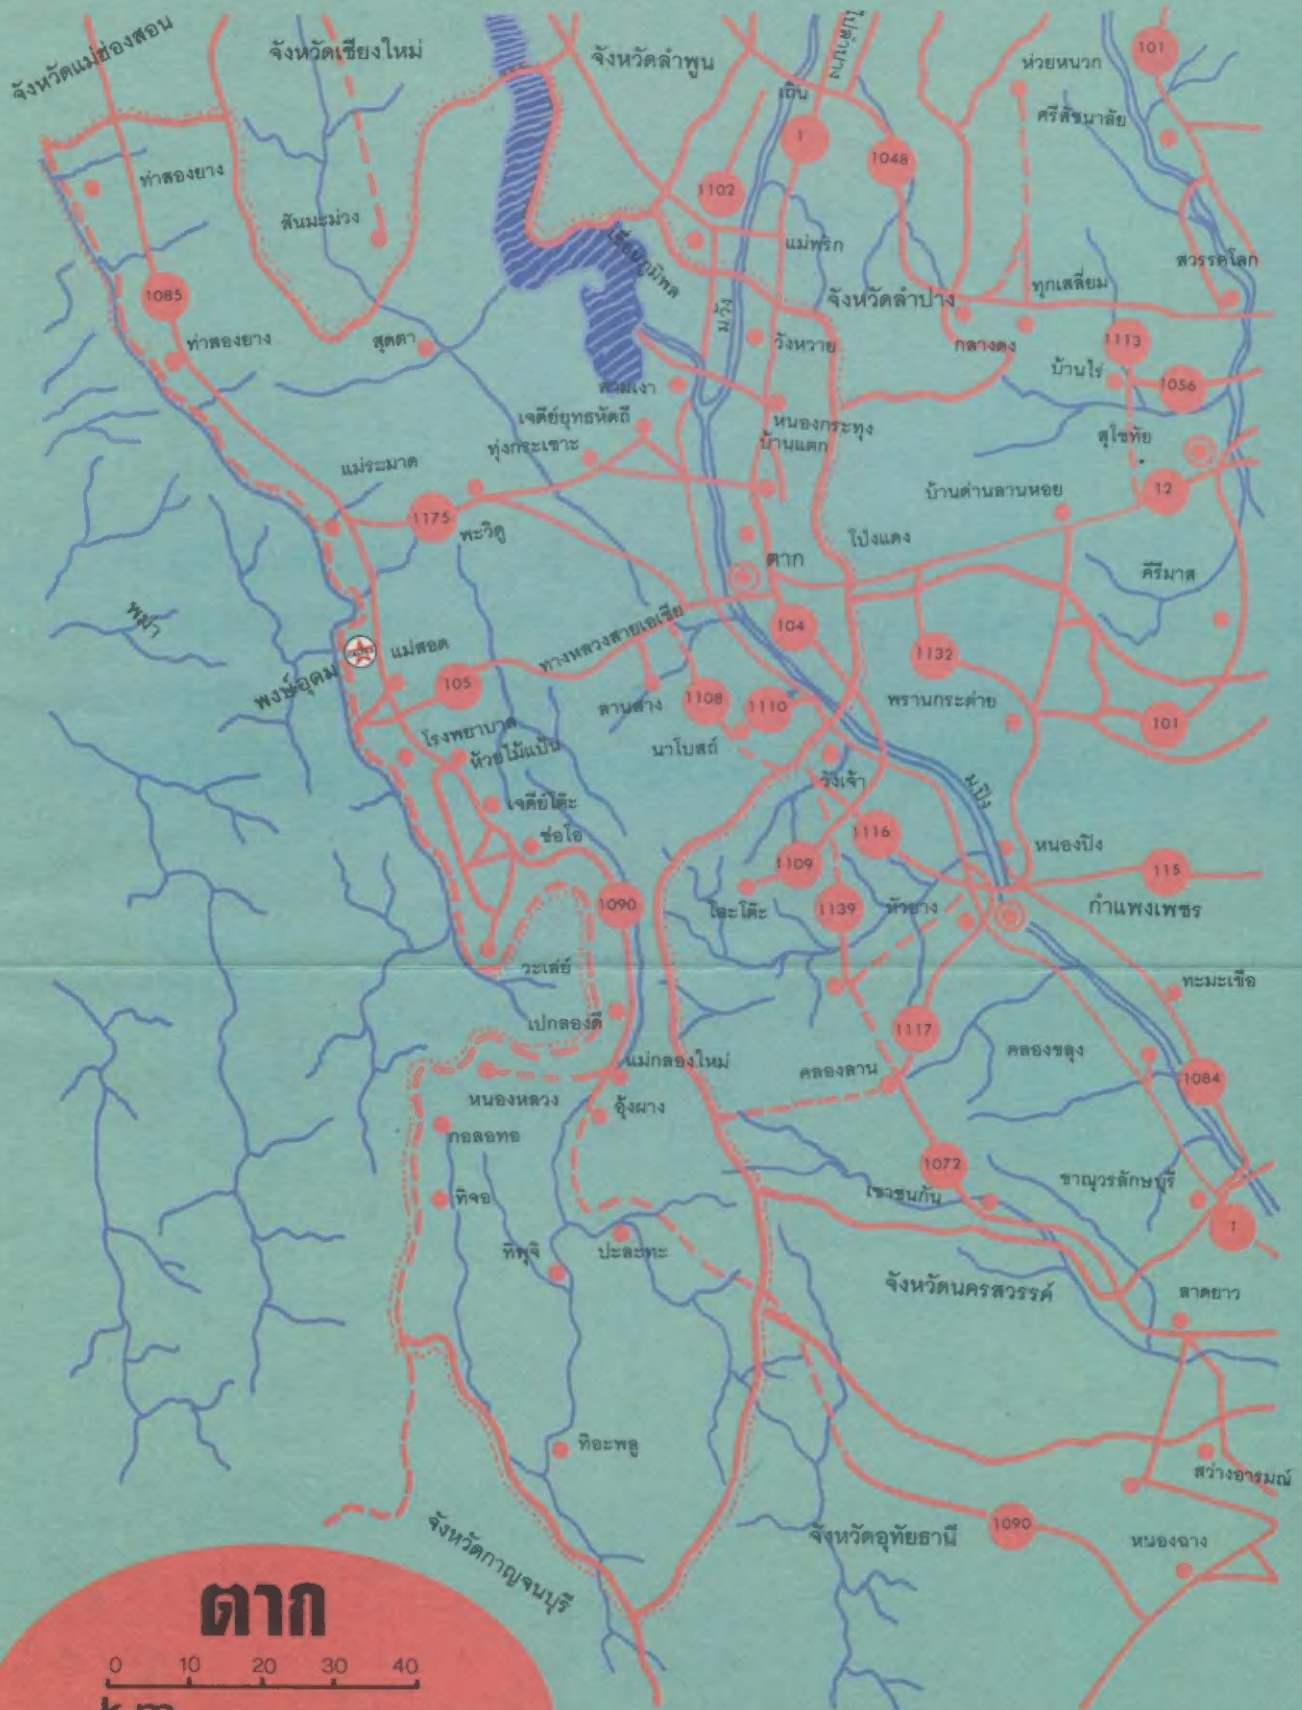 จังหวัดแม่ฮ่องสอน
จังหวัดเชียงใหม่
จังหวัดลำพูน
ไปลำปาง
101
ห้วยหนวก
เถิน
ศรีสัชนาลัย
1
1048
ท่าสองยาง
1102
สันมะม่วง
แม่พริก
เขื่อนภูมิพล
สวรรคโลก
ทุกเสลี่ยม
1085
จังหวัดลำปาง
ม.วัง
ท่าสองยาง
สุดตา
วังหวาย
กลางดง
1113
บ้านไร่
1056
สามเงา
เจดีย์ยุทธหัตถี
หนองกระทุง
สุโขทัย
ทุ่งกระเชาะ
บ้านแตก
แม่ระมาด
บ้านด่านลานหอย
12
1175
พะวิดู
โป่งแดง
ตาก
คีรีมาส
พม่า
104
ทางหลวงสายเอเชีย
แม่สอด
1132
พงษ์อุดม
105
ลานสาง
1108
1110
พรานกระต่าย
101
โรงพยาบาล
นาโบสถ์
ห้วยไม้แป้น
วังเจ้า
ม.ปิง
เจดีย์โต๊ะ
ช่อโอ
1116
หนองปิง
1109
115
1090
โละโต๊ะ
1139
หัวยาง
กำแพงเพชร
วะเล่ย์
ทะมะเขือ
เปกลองดี
1117
คลองขลุง
แม่กลองใหม่
คลองลาน
1084
หนองหลวง
อุ้งผาง
กอลอทอ
1072
ขาณุวรลักษบุรี
ทิจอ
เขาชนกัน
1
ทิพุจิ
ปะละทะ
จังหวัดนครสวรรค์
ลาดยาว
ทิอะพลู
สว่างอารมณ์
จังหวัดกาญจนบุรี
จังหวัดอุทัยธานี
1090
หนองฉาง
ตาก
0 10 20 30 40
km